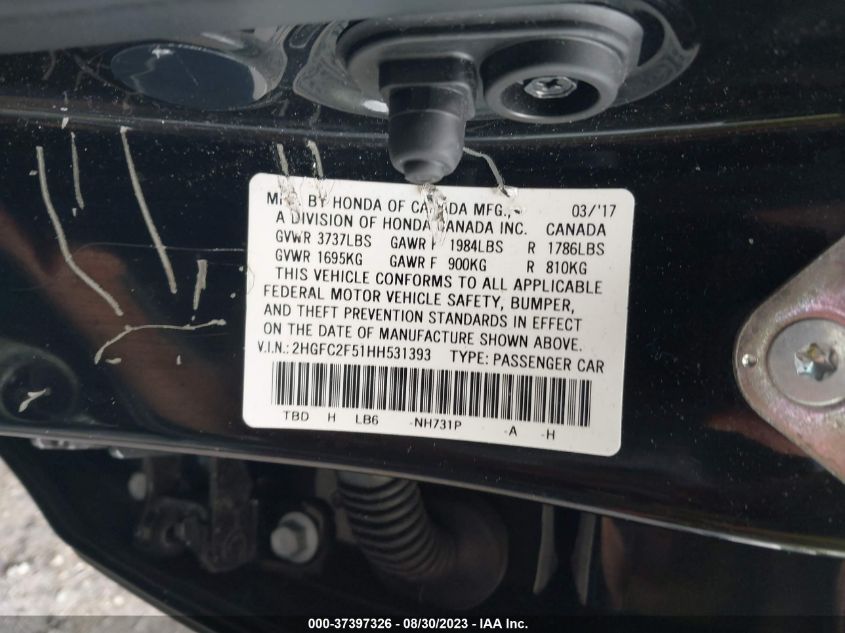 MFD. BY HONDA OF CANADA MFG., 03/'17
A DIVISION OF HONDA CANADA INC. CANADA
GVWR 3737LBS GAWR F 1984LBS R 1786LBS
GVWR 1695KG GAWR F 900KG R 810KG
THIS VEHICLE CONFORMS TO ALL APPLICABLE
FEDERAL MOTOR VEHICLE SAFETY, BUMPER,
AND THEFT PREVENTION STANDARDS IN EFFECT
ON THE DATE OF MANUFACTURE SHOWN ABOVE.
V.I.N.: 2HGFC2F51HH531393 TYPE: PASSENGER CAR
TBD H LB6 -NH731P -A -H
000-37397326 - 08/30/2023 - IAA Inc.